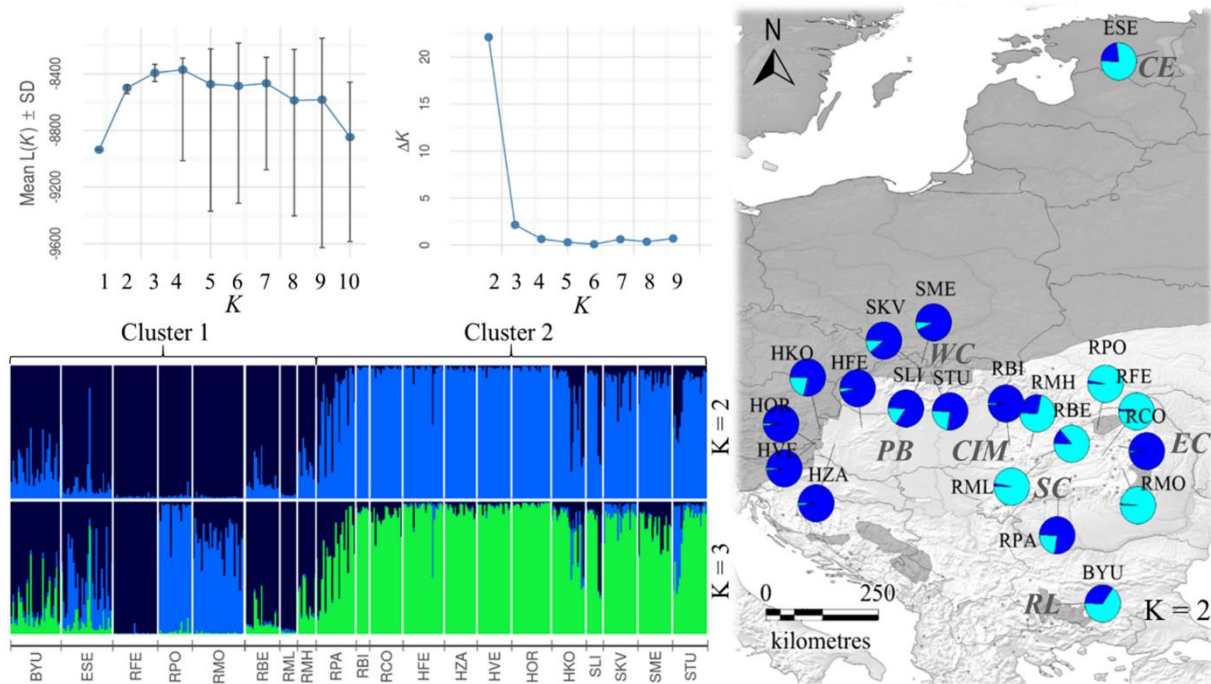 -8400
-8800
-9200
-9600
Mean L(K) ± SD
1 2 3 4 5 6 7 8 9 10
K
20
15
10
5
0
ΔK
2 3 4 5 6 7 8 9
K
Cluster 1 Cluster 2
K = 2
K = 3
BYU ESE RFE RPO RMO RBE RML RMH RPA RBI RCO HFE HZA HVE HOR HKO SLI SKV SME STU
N
ESE
CE
SME
SKV
WC
HKO HFE SLI STU RBI RMH RPO RFE
HOR RBE RCO
PB CIM EC
HVE HZA RML SC RMO
RPA
BYU
RL
0 250
kilometres
K = 2